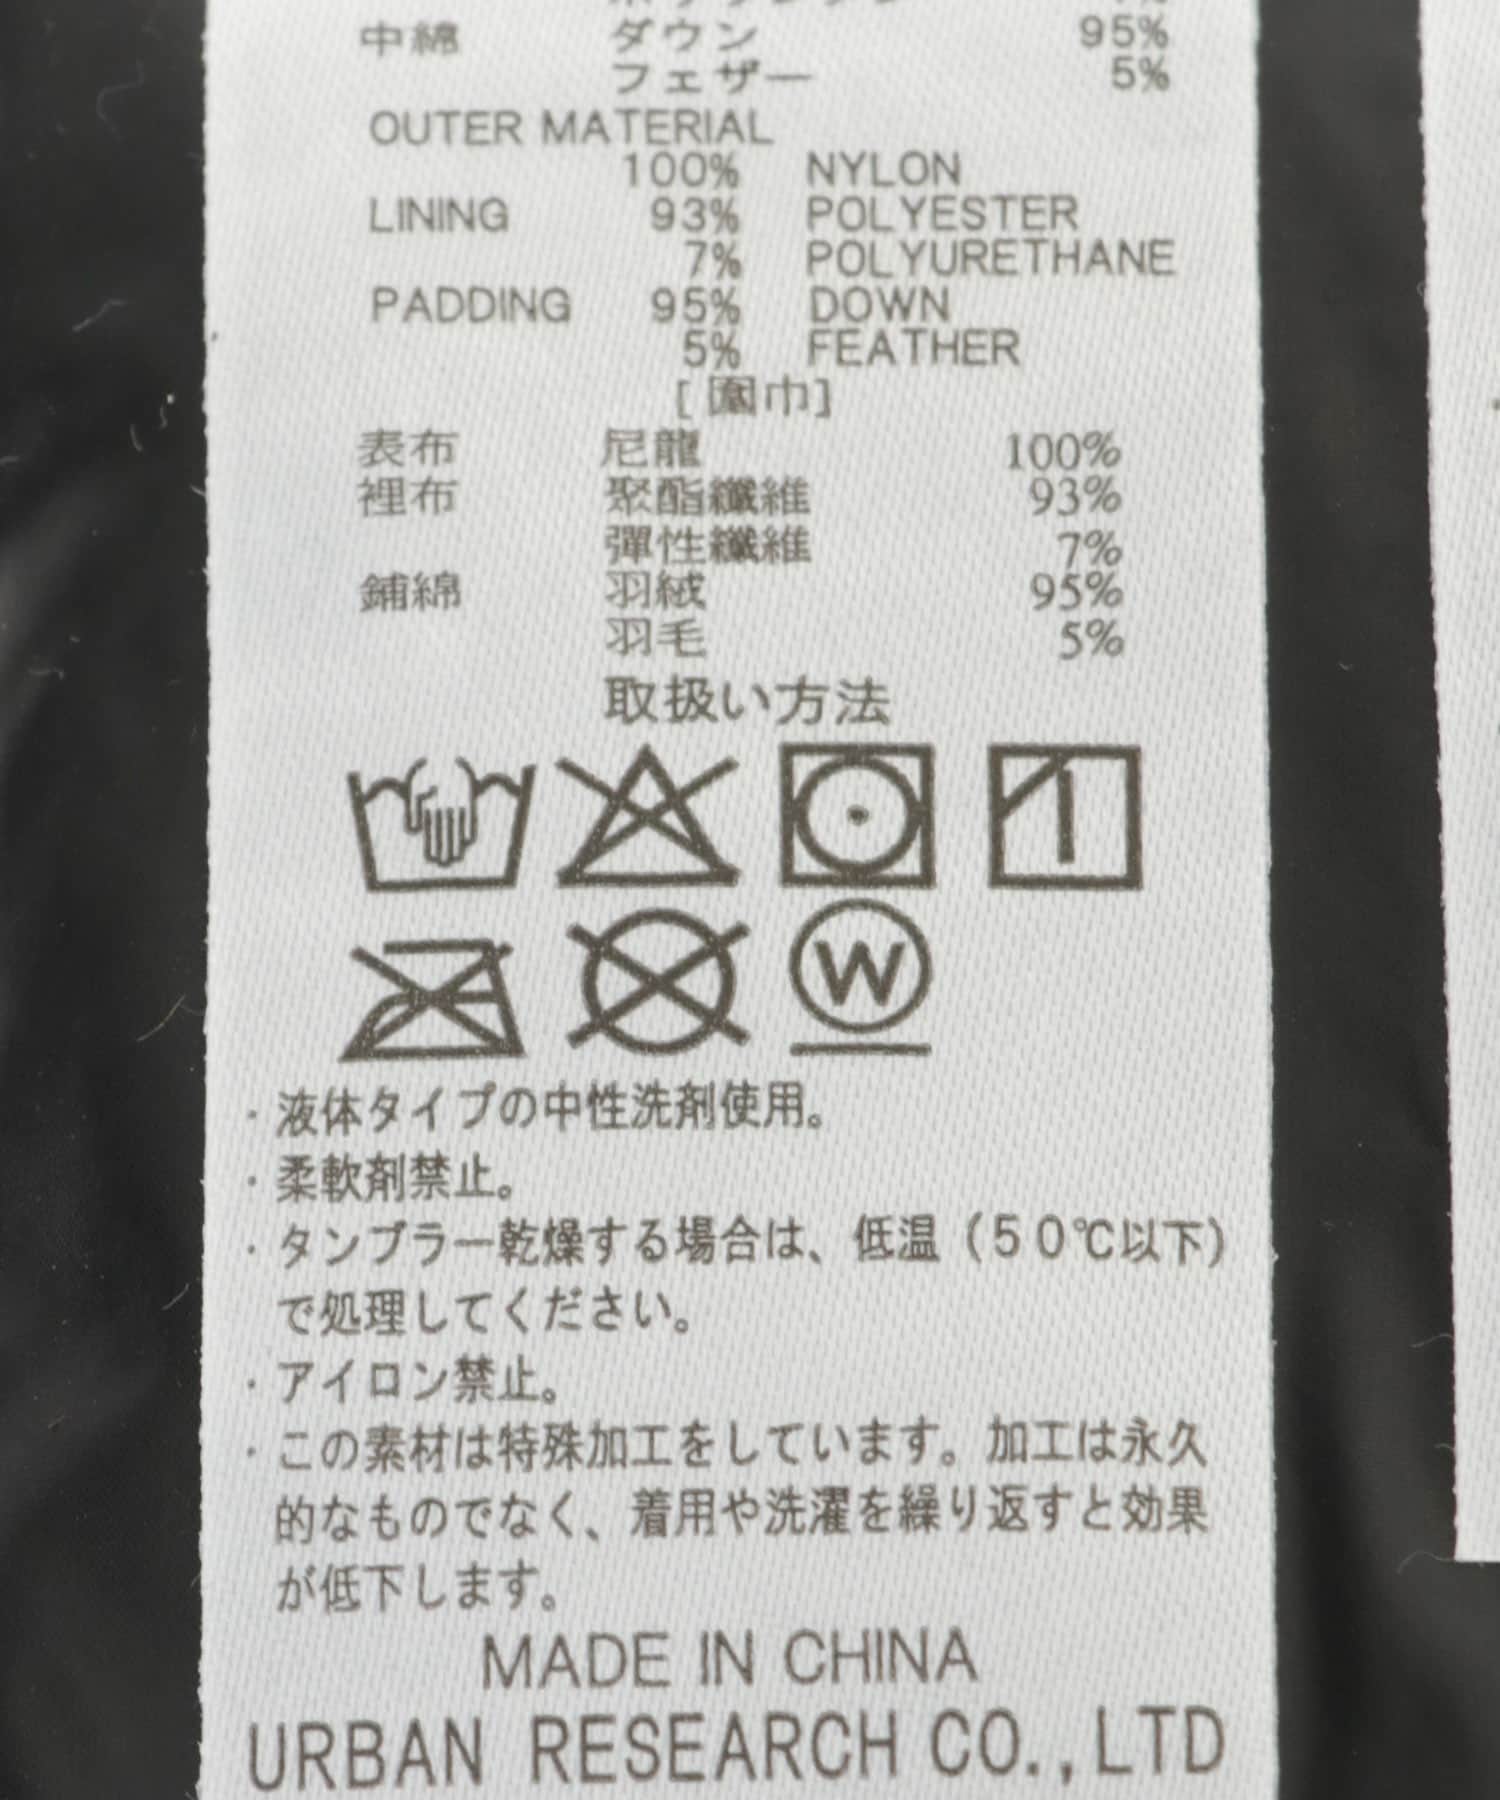 中綿 ダウン 95%
フェザー 5%
OUTER MATERIAL
100% NYLON
LINING 93% POLYESTER
7% POLYURETHANE
PADDING 95% DOWN
5% FEATHER
[圍巾]
表布 尼龍 100%
裡布 聚酯纖維 93%
彈性纖維 7%
鋪綿 羽絨 95%
羽毛 5%
取扱い方法
W
・液体タイプの中性洗剤使用。
・柔軟剤禁止。
・タンブラー乾燥する場合は、低温(50℃以下)
で処理してください。
・アイロン禁止。
・この素材は特殊加工をしています。加工は永久
的なものでなく、着用や洗濯を繰り返すと効果
が低下します。
MADE IN CHINA
URBAN RESEARCH CO.,LTD